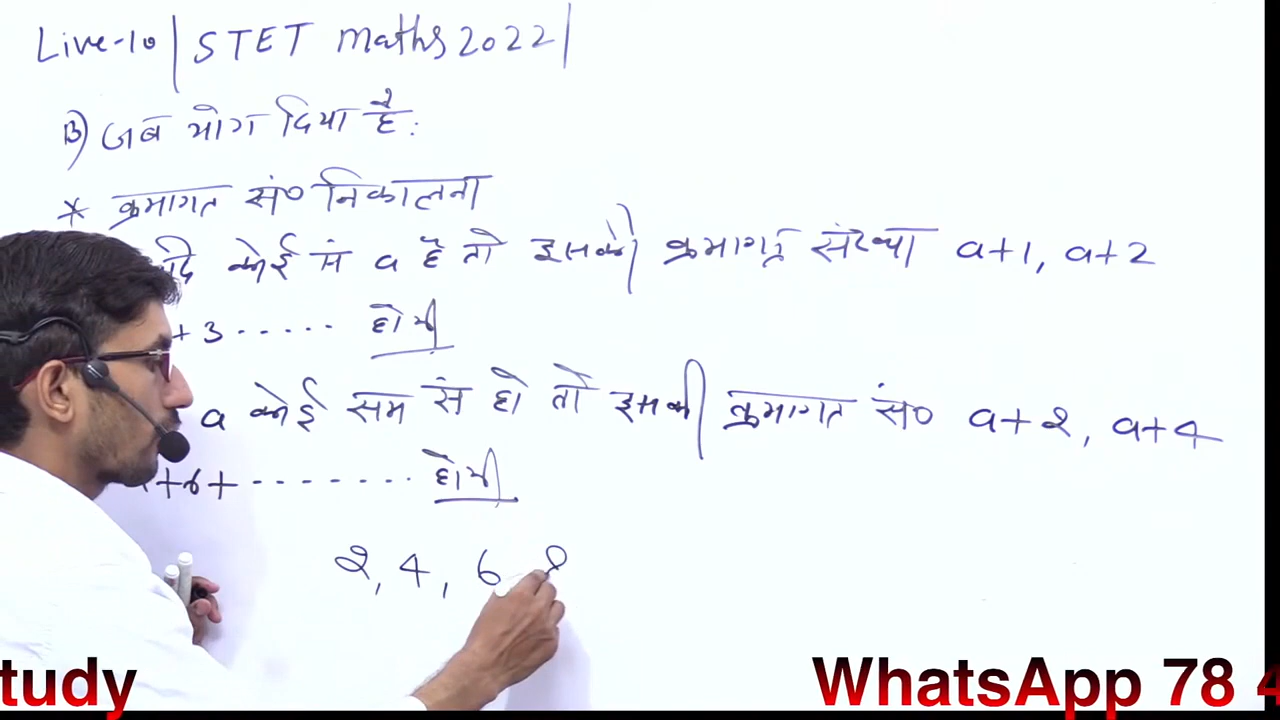 Live-10 | STET maths 2022 |
B) जब योग दिया है:
* क्रमागत सं० निकालना
कोई सं a है तो इसकी क्रमागत संख्या a+1, a+2
+3 ...... होगी
a कोई सम सं हो तो इसकी क्रमागत सं० a+2, a+4
+6+ ........ होगी
2, 4, 6 8
tudy WhatsApp 78